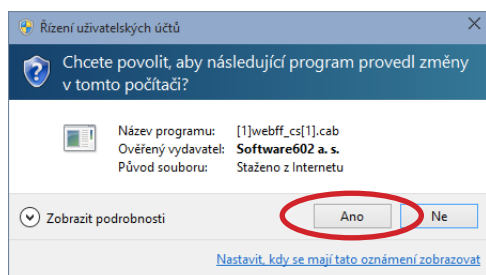 Řízení uživatelských účtů
Chcete povolit, aby následující program provedl změny
v tomto počítači?
Název programu: [1]webff_cs[1].cab
Ověřený vydavatel: Software602 a. s.
Původ souboru: Staženo z Internetu
Zobrazit podrobnosti
Ano
Ne
Nastavit, kdy se mají tato oznámení zobrazovat